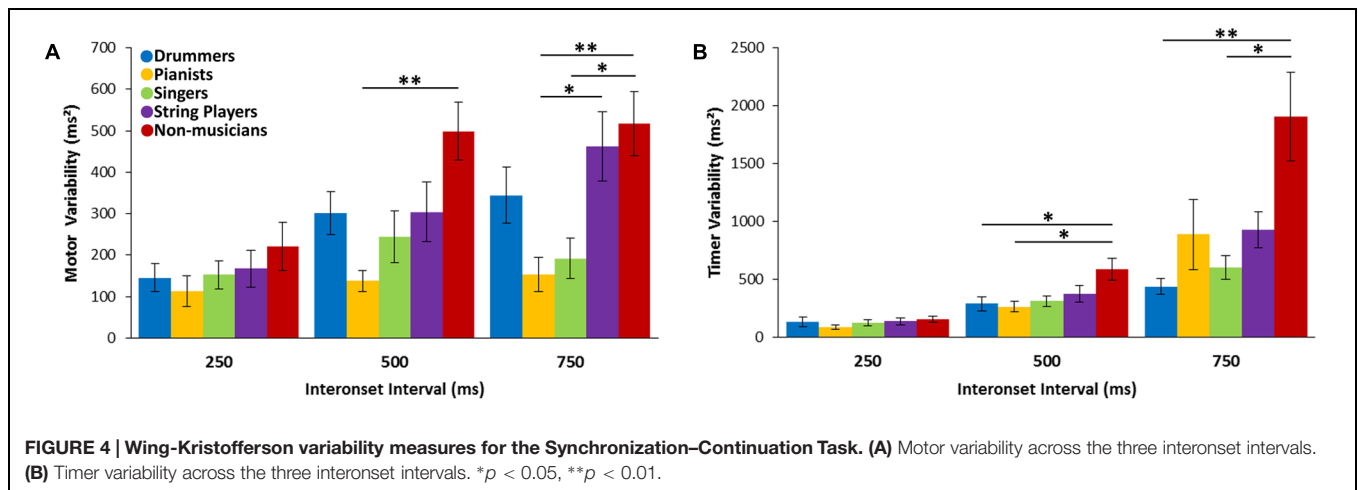 A
700
600
500
400
300
200
100
0
Motor Variability (ms²)
Drummers
Pianists
Singers
String Players
Non-musicians
**
**
*
*
250
500
750
Interonset Interval (ms)
B
2500
2000
1500
1000
500
0
Timer Variability (ms²)
*
*
**
*
250
500
750
Interonset Interval (ms)
FIGURE 4 | Wing-Kristofferson variability measures for the Synchronization–Continuation Task. (A) Motor variability across the three interonset intervals.
(B) Timer variability across the three interonset intervals. *p < 0.05, **p < 0.01.